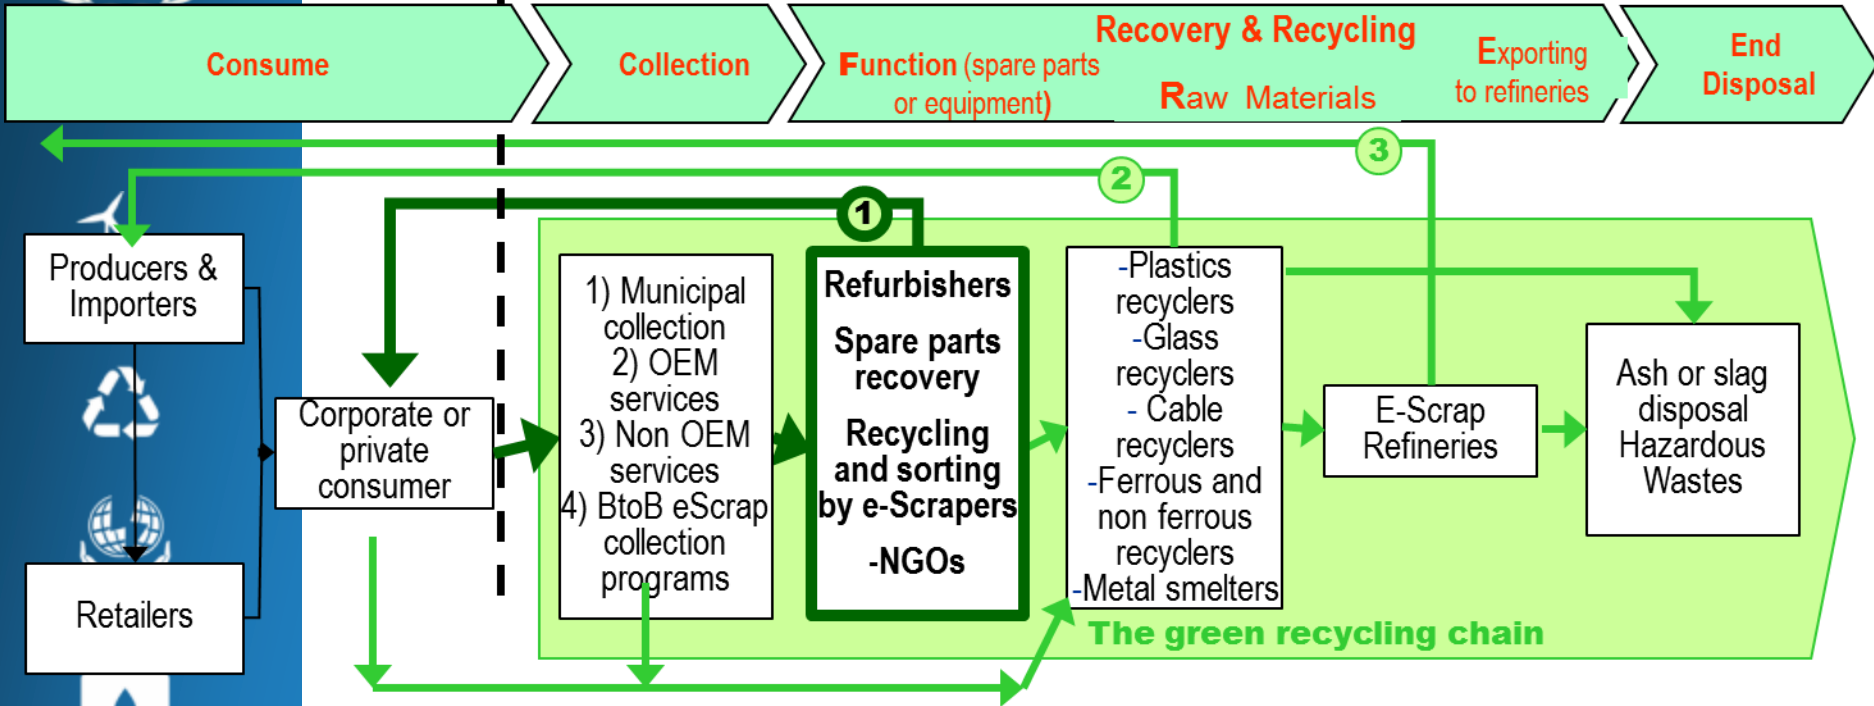 Consume
Collection
Recovery & Recycling
Function (spare parts
or equipment)
Raw Materials
Exporting
to refineries
End
Disposal
3
2
1
Producers &
Importers
Retailers
Corporate or
private
consumer
1) Municipal
collection
2) OEM
services
3) Non OEM
services
4) BtoB eScrap
collection
programs
Refurbishers
Spare parts
recovery
Recycling
and sorting
by e-Scrapers
-NGOs
-Plastics
recyclers
-Glass
recyclers
- Cable
recyclers
-Ferrous and
non ferrous
recyclers
-Metal smelters
E-Scrap
Refineries
Ash or slag
disposal
Hazardous
Wastes
The green recycling chain